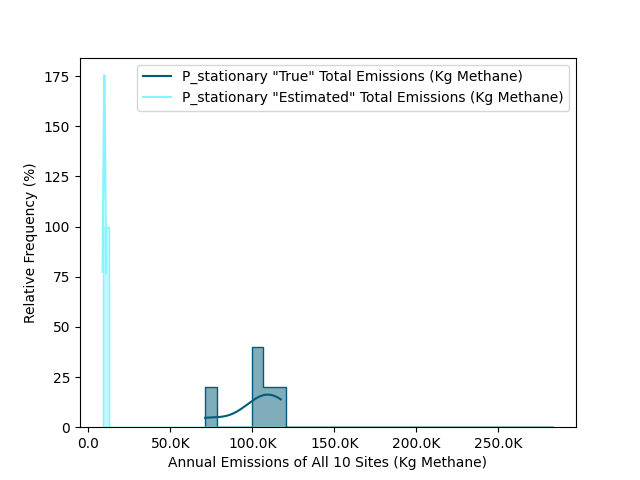 P_stationary "True" Total Emissions (Kg Methane)
P_stationary "Estimated" Total Emissions (Kg Methane)
175
150
125
100
75
50
25
0
Relative Frequency (%)
0.0 50.0K 100.0K 150.0K 200.0K 250.0K
Annual Emissions of All 10 Sites (Kg Methane)